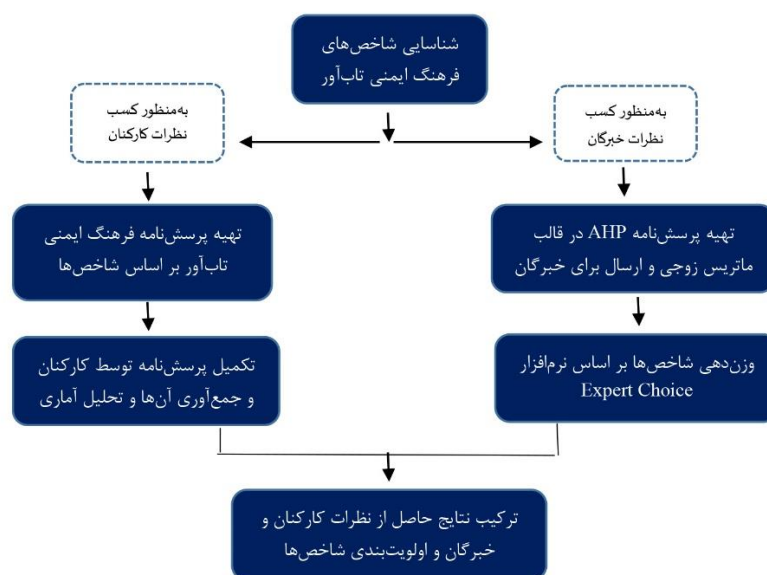 شناسایی شاخص‌های
فرهنگ ایمنی تاب‌آور
به‌منظور کسب
نظرات خبرگان
به‌منظور کسب
نظرات کارکنان
تهیه پرسش‌نامه AHP در قالب
ماتریس زوجی و ارسال برای خبرگان
تهیه پرسش‌نامه فرهنگ ایمنی
تاب‌آور بر اساس شاخص‌ها
وزن‌دهی شاخص‌ها بر اساس نرم‌افزار
Expert Choice
تکمیل پرسش‌نامه توسط کارکنان
و جمع‌آوری آن‌ها و تحلیل آماری
ترکیب نتایج حاصل از نظرات کارکنان و
خبرگان و اولویت‌بندی شاخص‌ها